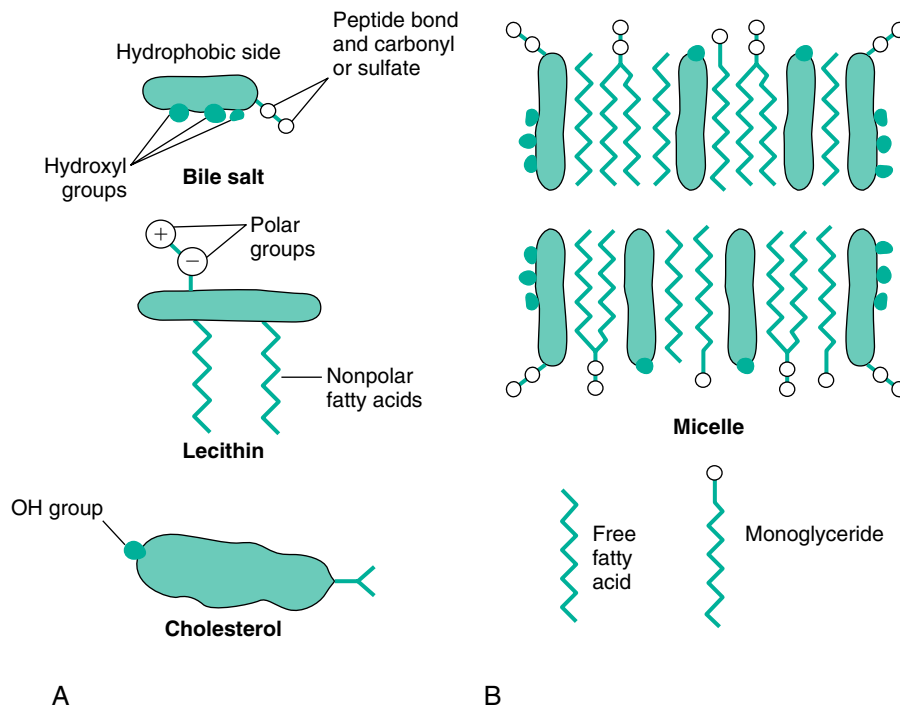 Hydrophobic side
Peptide bond
and carbonyl
or sulfate
Hydroxyl
groups
Bile salt
+
−
Polar
groups
Nonpolar
fatty acids
Lecithin
OH group
Cholesterol
A
Micelle
Free
fatty
acid
Monoglyceride
B